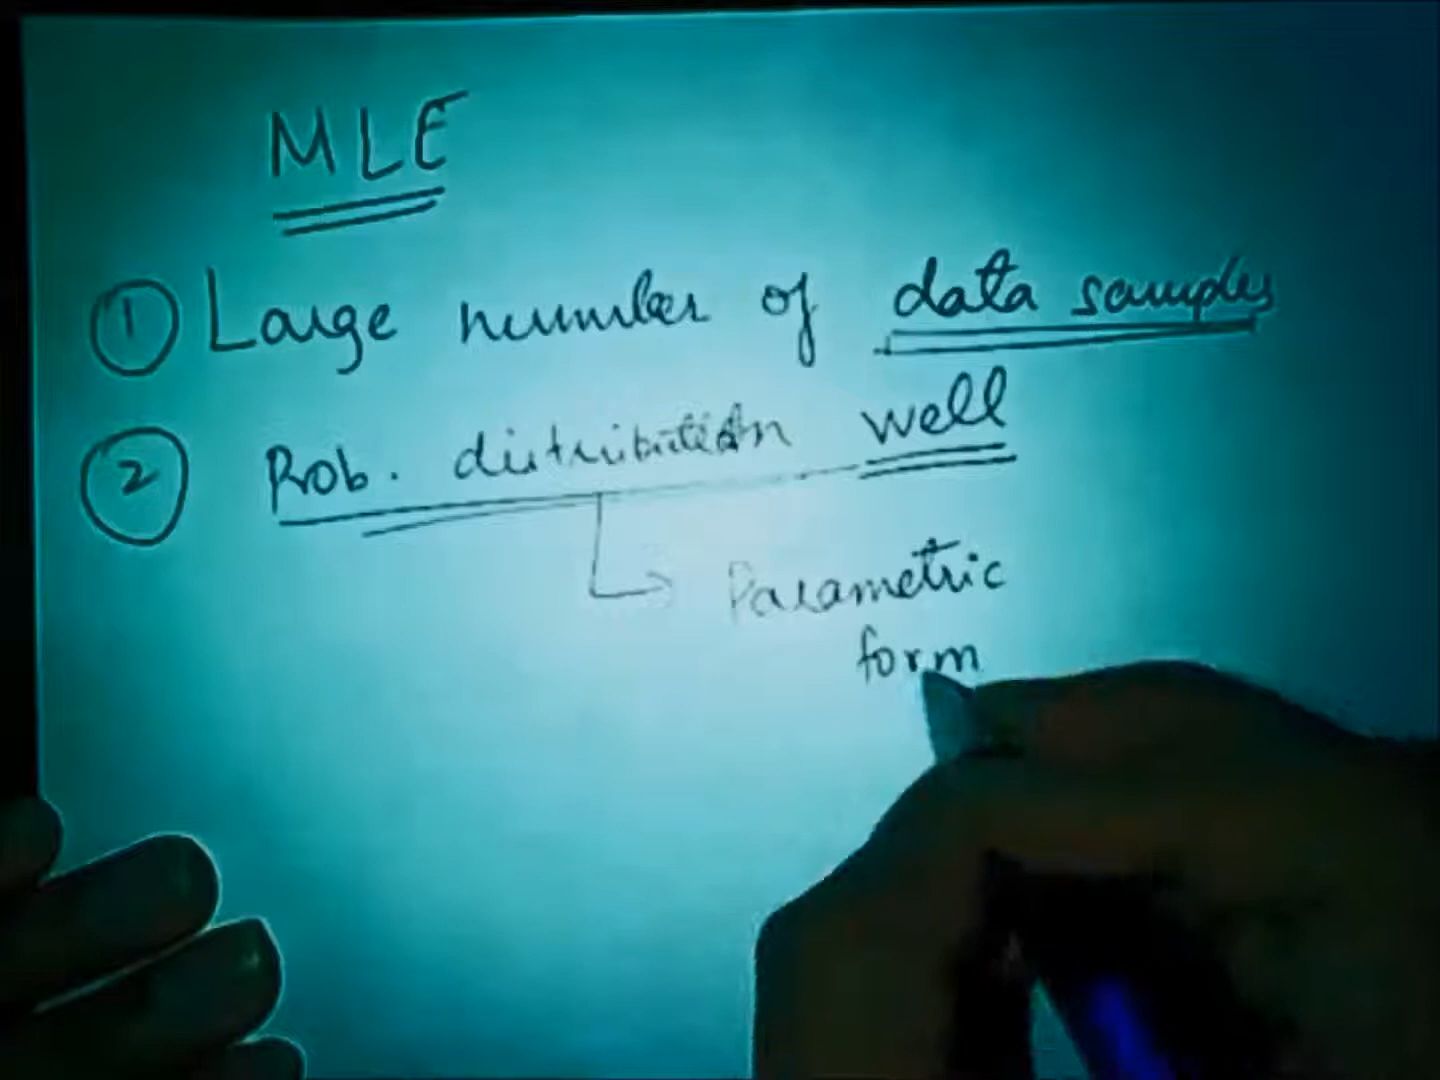 MLE
① Large number of data samples
② Prob. distribution well
Parametric
form